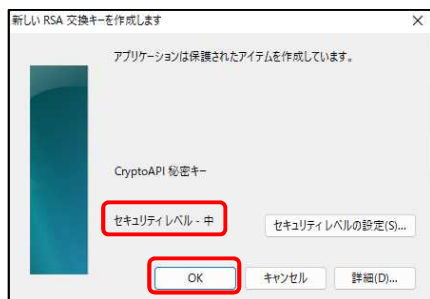 新しい RSA 交換キーを作成します
アプリケーションは保護されたアイテムを作成しています。
CryptoAPI 秘密キー
セキュリティ レベル - 中
セキュリティ レベルの設定(S)...
OK
キャンセル
詳細(D)...